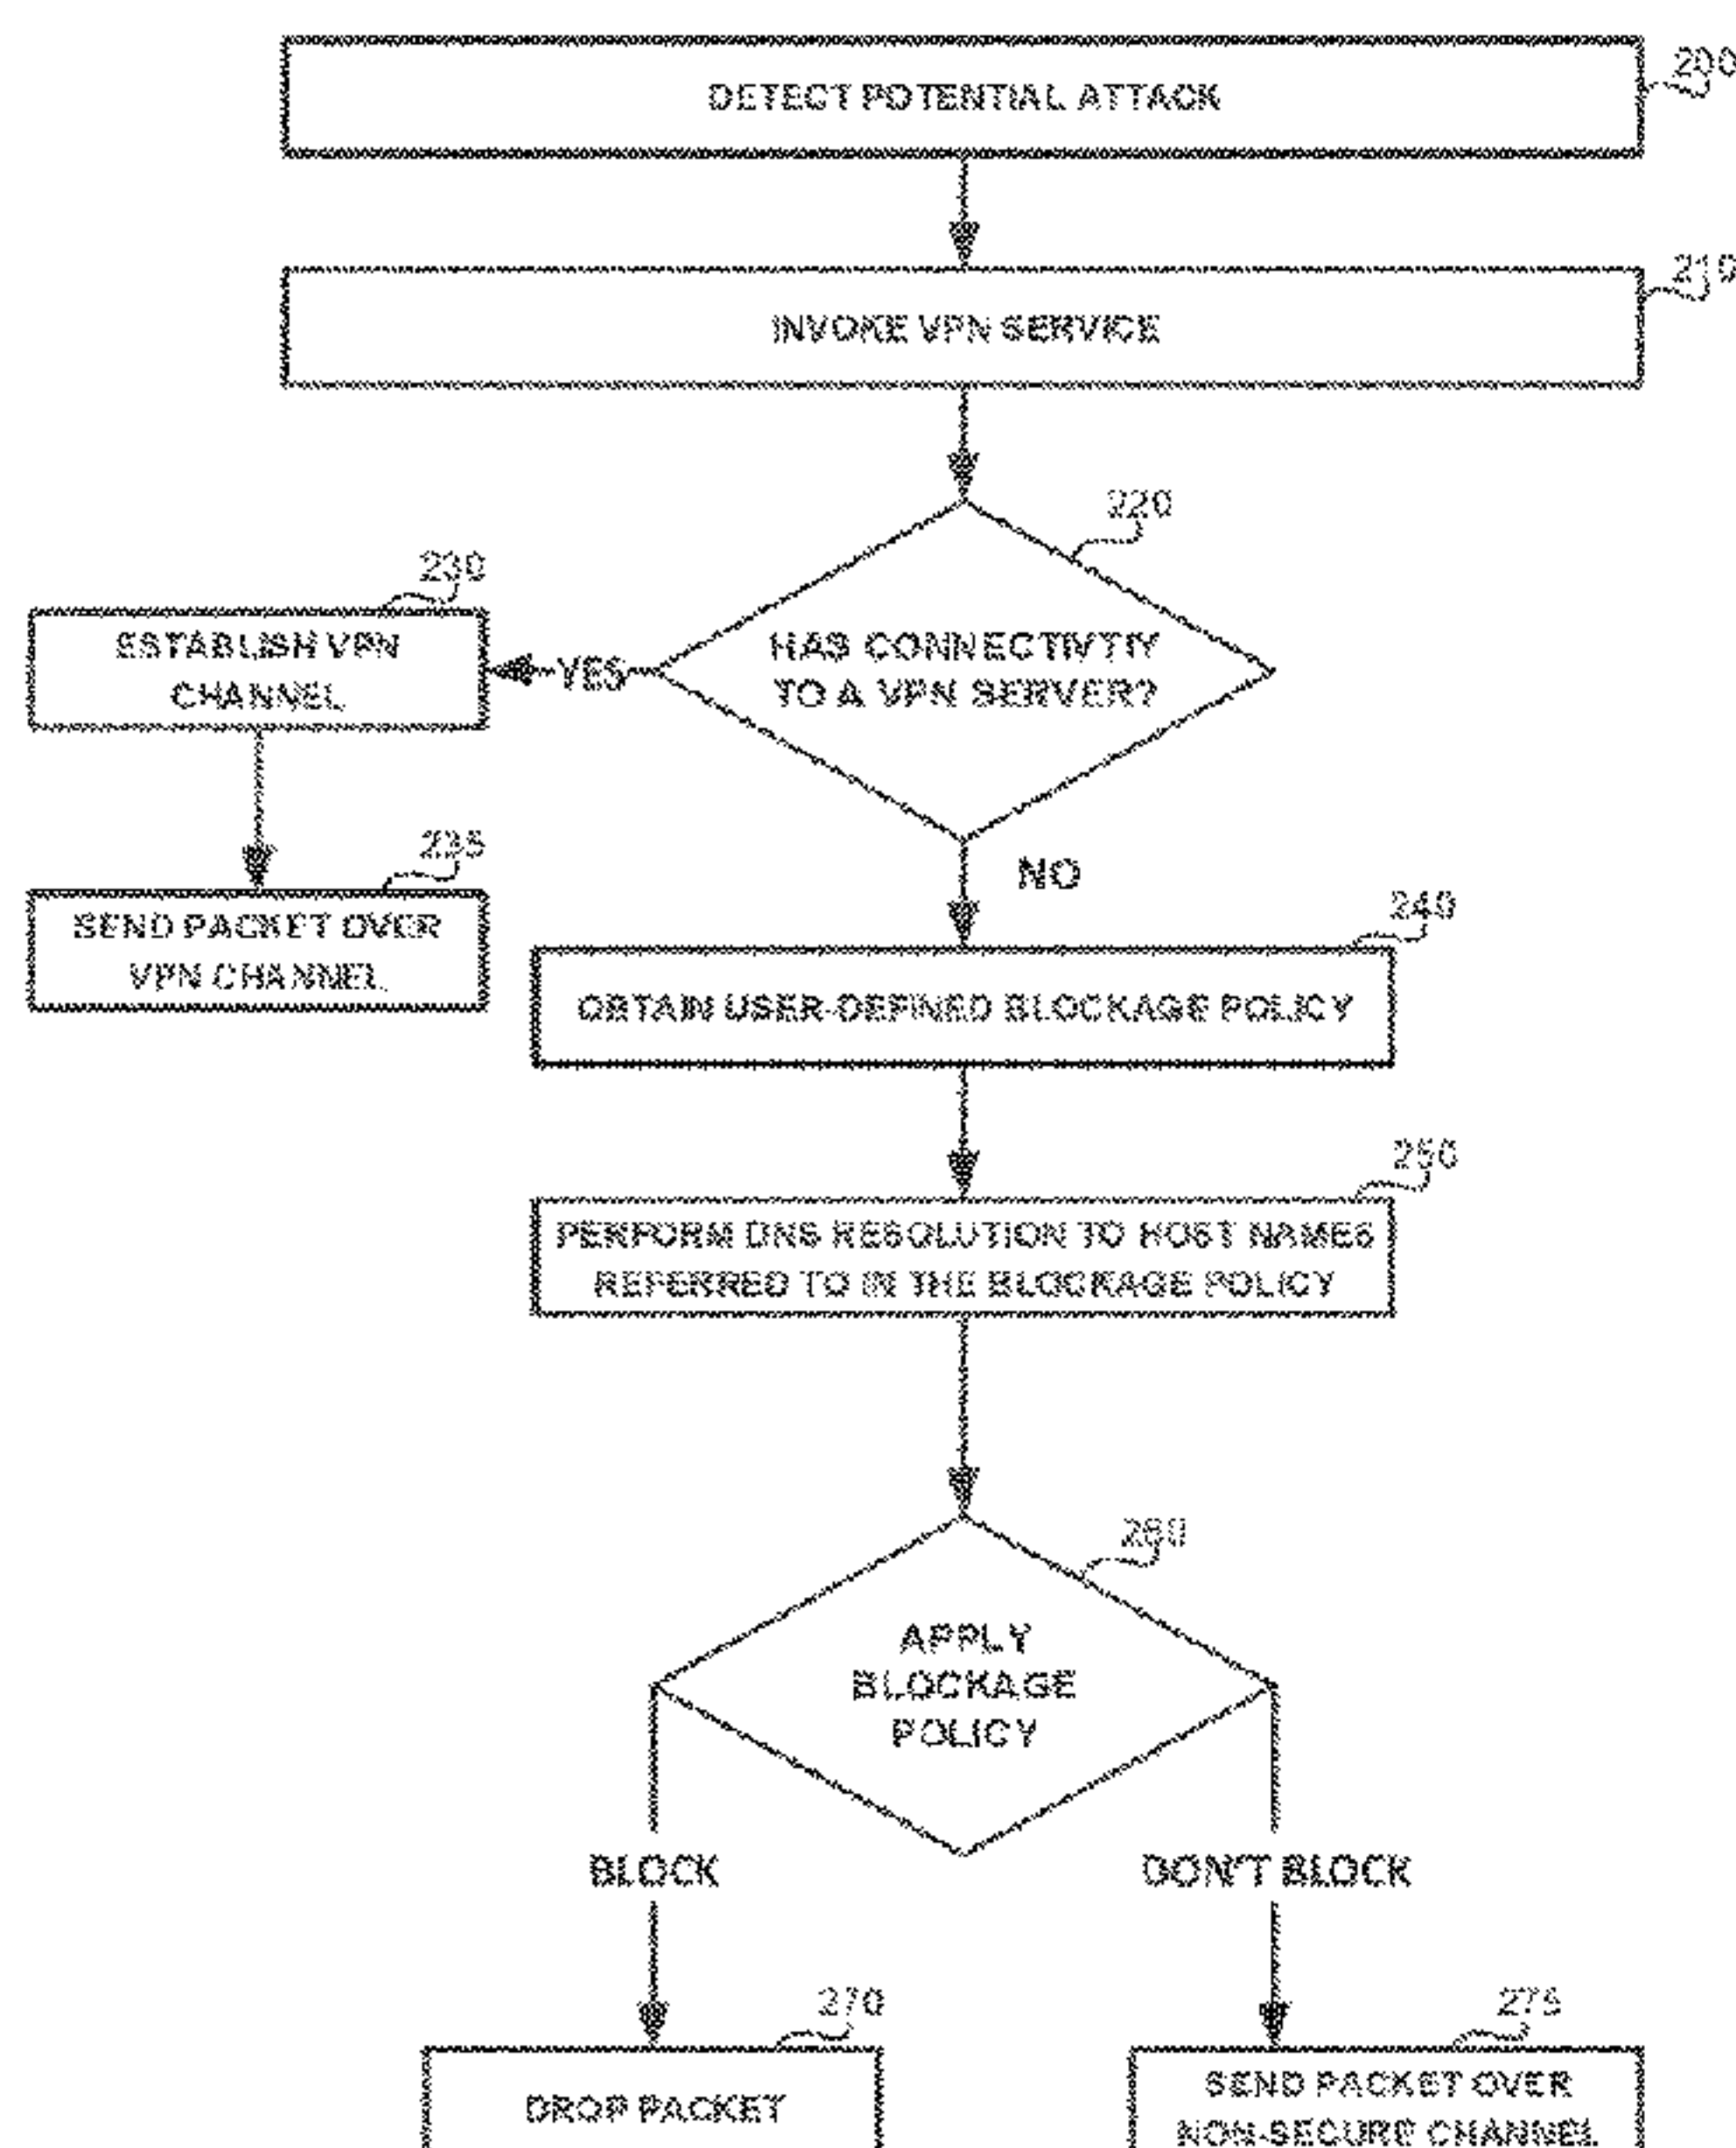 DETECT POTENTIAL ATTACK
200
INVOKE VPN SERVICE
210
220
HAS CONNECTIVTIY
TO A VPN SERVER?
YES
230
ESTABLISH VPN
CHANNEL
235
SEND PACKET OVER
VPN CHANNEL
NO
240
OBTAIN USER-DEFINED BLOCKAGE POLICY
250
PERFORM DNS RESOLUTION TO HOST NAMES
REFERRED TO IN THE BLOCKAGE POLICY
260
APPLY
BLOCKAGE
POLICY
BLOCK
DON'T BLOCK
270
DROP PACKET
275
SEND PACKET OVER
NON-SECURE CHANNEL